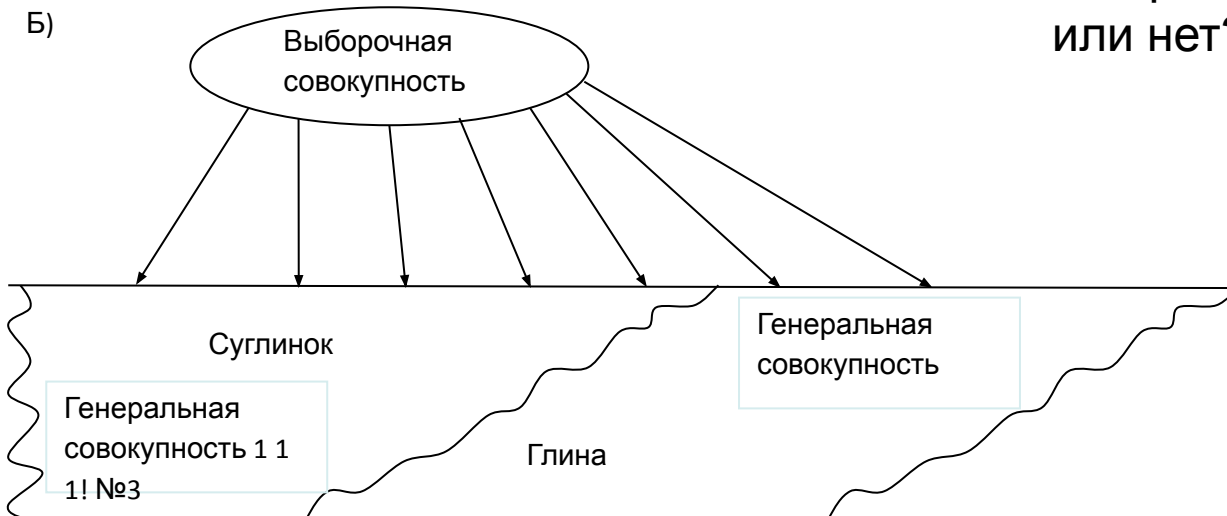 Б)
или нет
Выборочная
совокупность
Суглинок
Генеральная
совокупность
Генеральная
совокупность 1 1
1! №3
Глина